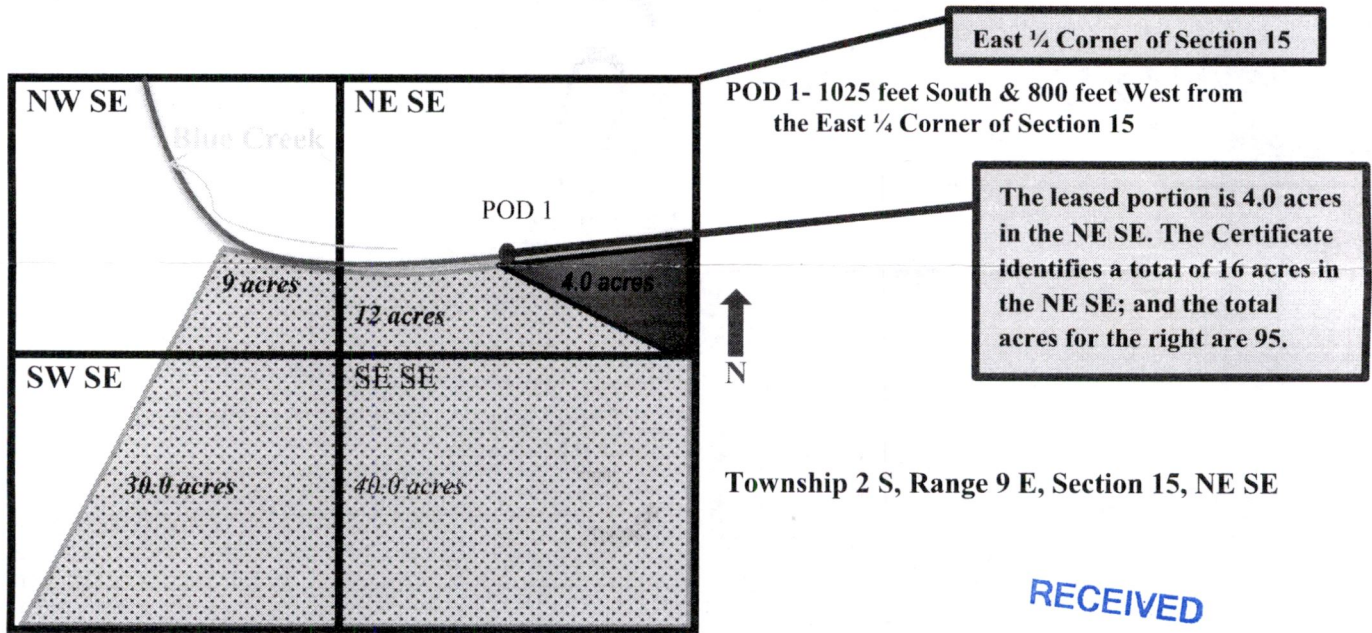 East ¼ Corner of Section 15
NW SE
NE SE
POD 1- 1025 feet South & 800 feet West from
the East ¼ Corner of Section 15
Blue Creek
The leased portion is 4.0 acres
in the NE SE. The Certificate
identifies a total of 16 acres in
the NE SE; and the total
acres for the right are 95.
POD 1
9 acres
4.0 acres
12 acres
N
SW SE
SE SE
30.0 acres
40.0 acres
Township 2 S, Range 9 E, Section 15, NE SE
RECEIVED